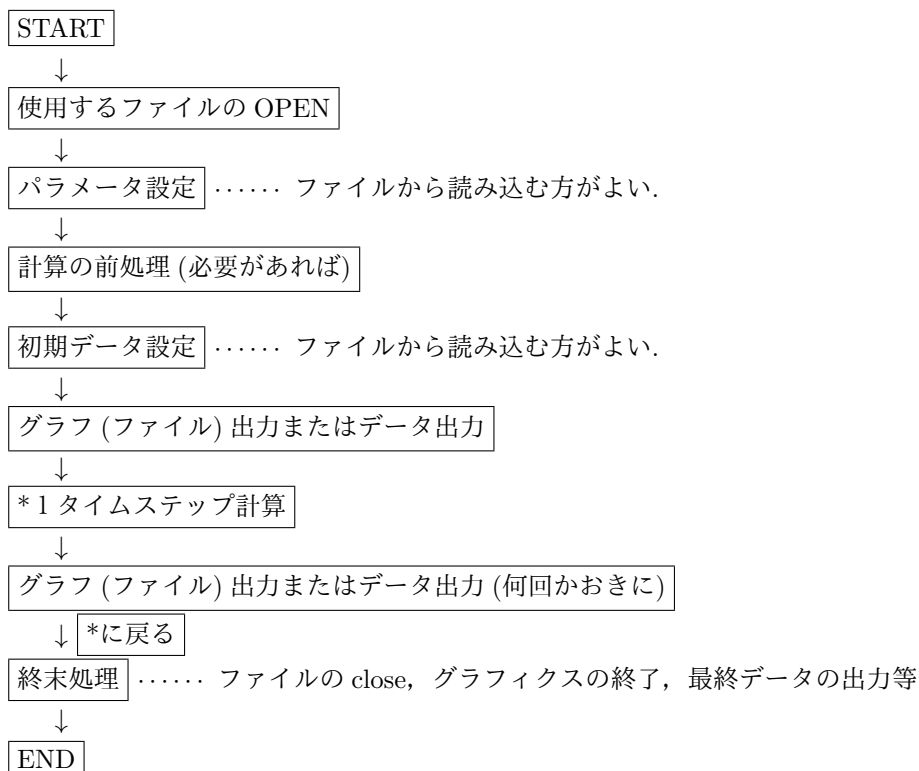 START
↓
使用するファイルの OPEN
↓
パラメータ設定 ...... ファイルから読み込む方がよい.
↓
計算の前処理 (必要があれば)
↓
初期データ設定 ...... ファイルから読み込む方がよい.
↓
グラフ (ファイル) 出力またはデータ出力
↓
* 1 タイムステップ計算
↓
グラフ (ファイル) 出力またはデータ出力 (何回かおきに)
↓ *に戻る
終末処理 ...... ファイルの close，グラフィクスの終了，最終データの出力等
↓
END